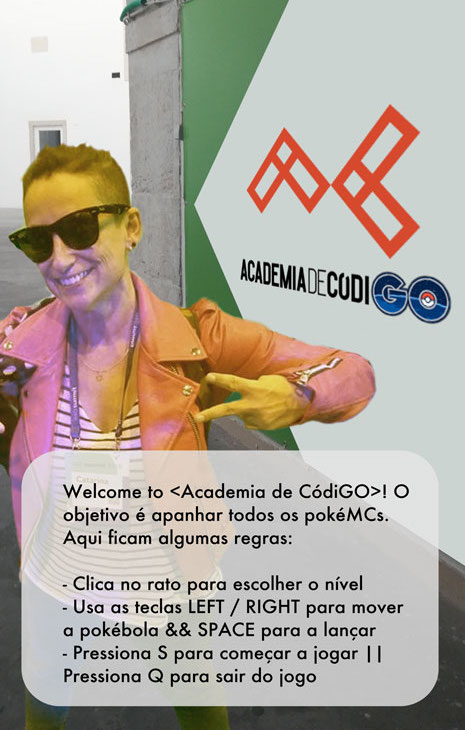 ACADEMIADECÓDIGO
Catarina
Welcome to <Academia de CódiGO>! O
objetivo é apanhar todos os pokéMCs.
Aqui ficam algumas regras:
- Clica no rato para escolher o nível
- Usa as teclas LEFT / RIGHT para mover
a pokébola && SPACE para a lançar
- Pressiona S para começar a jogar ||
Pressiona Q para sair do jogo